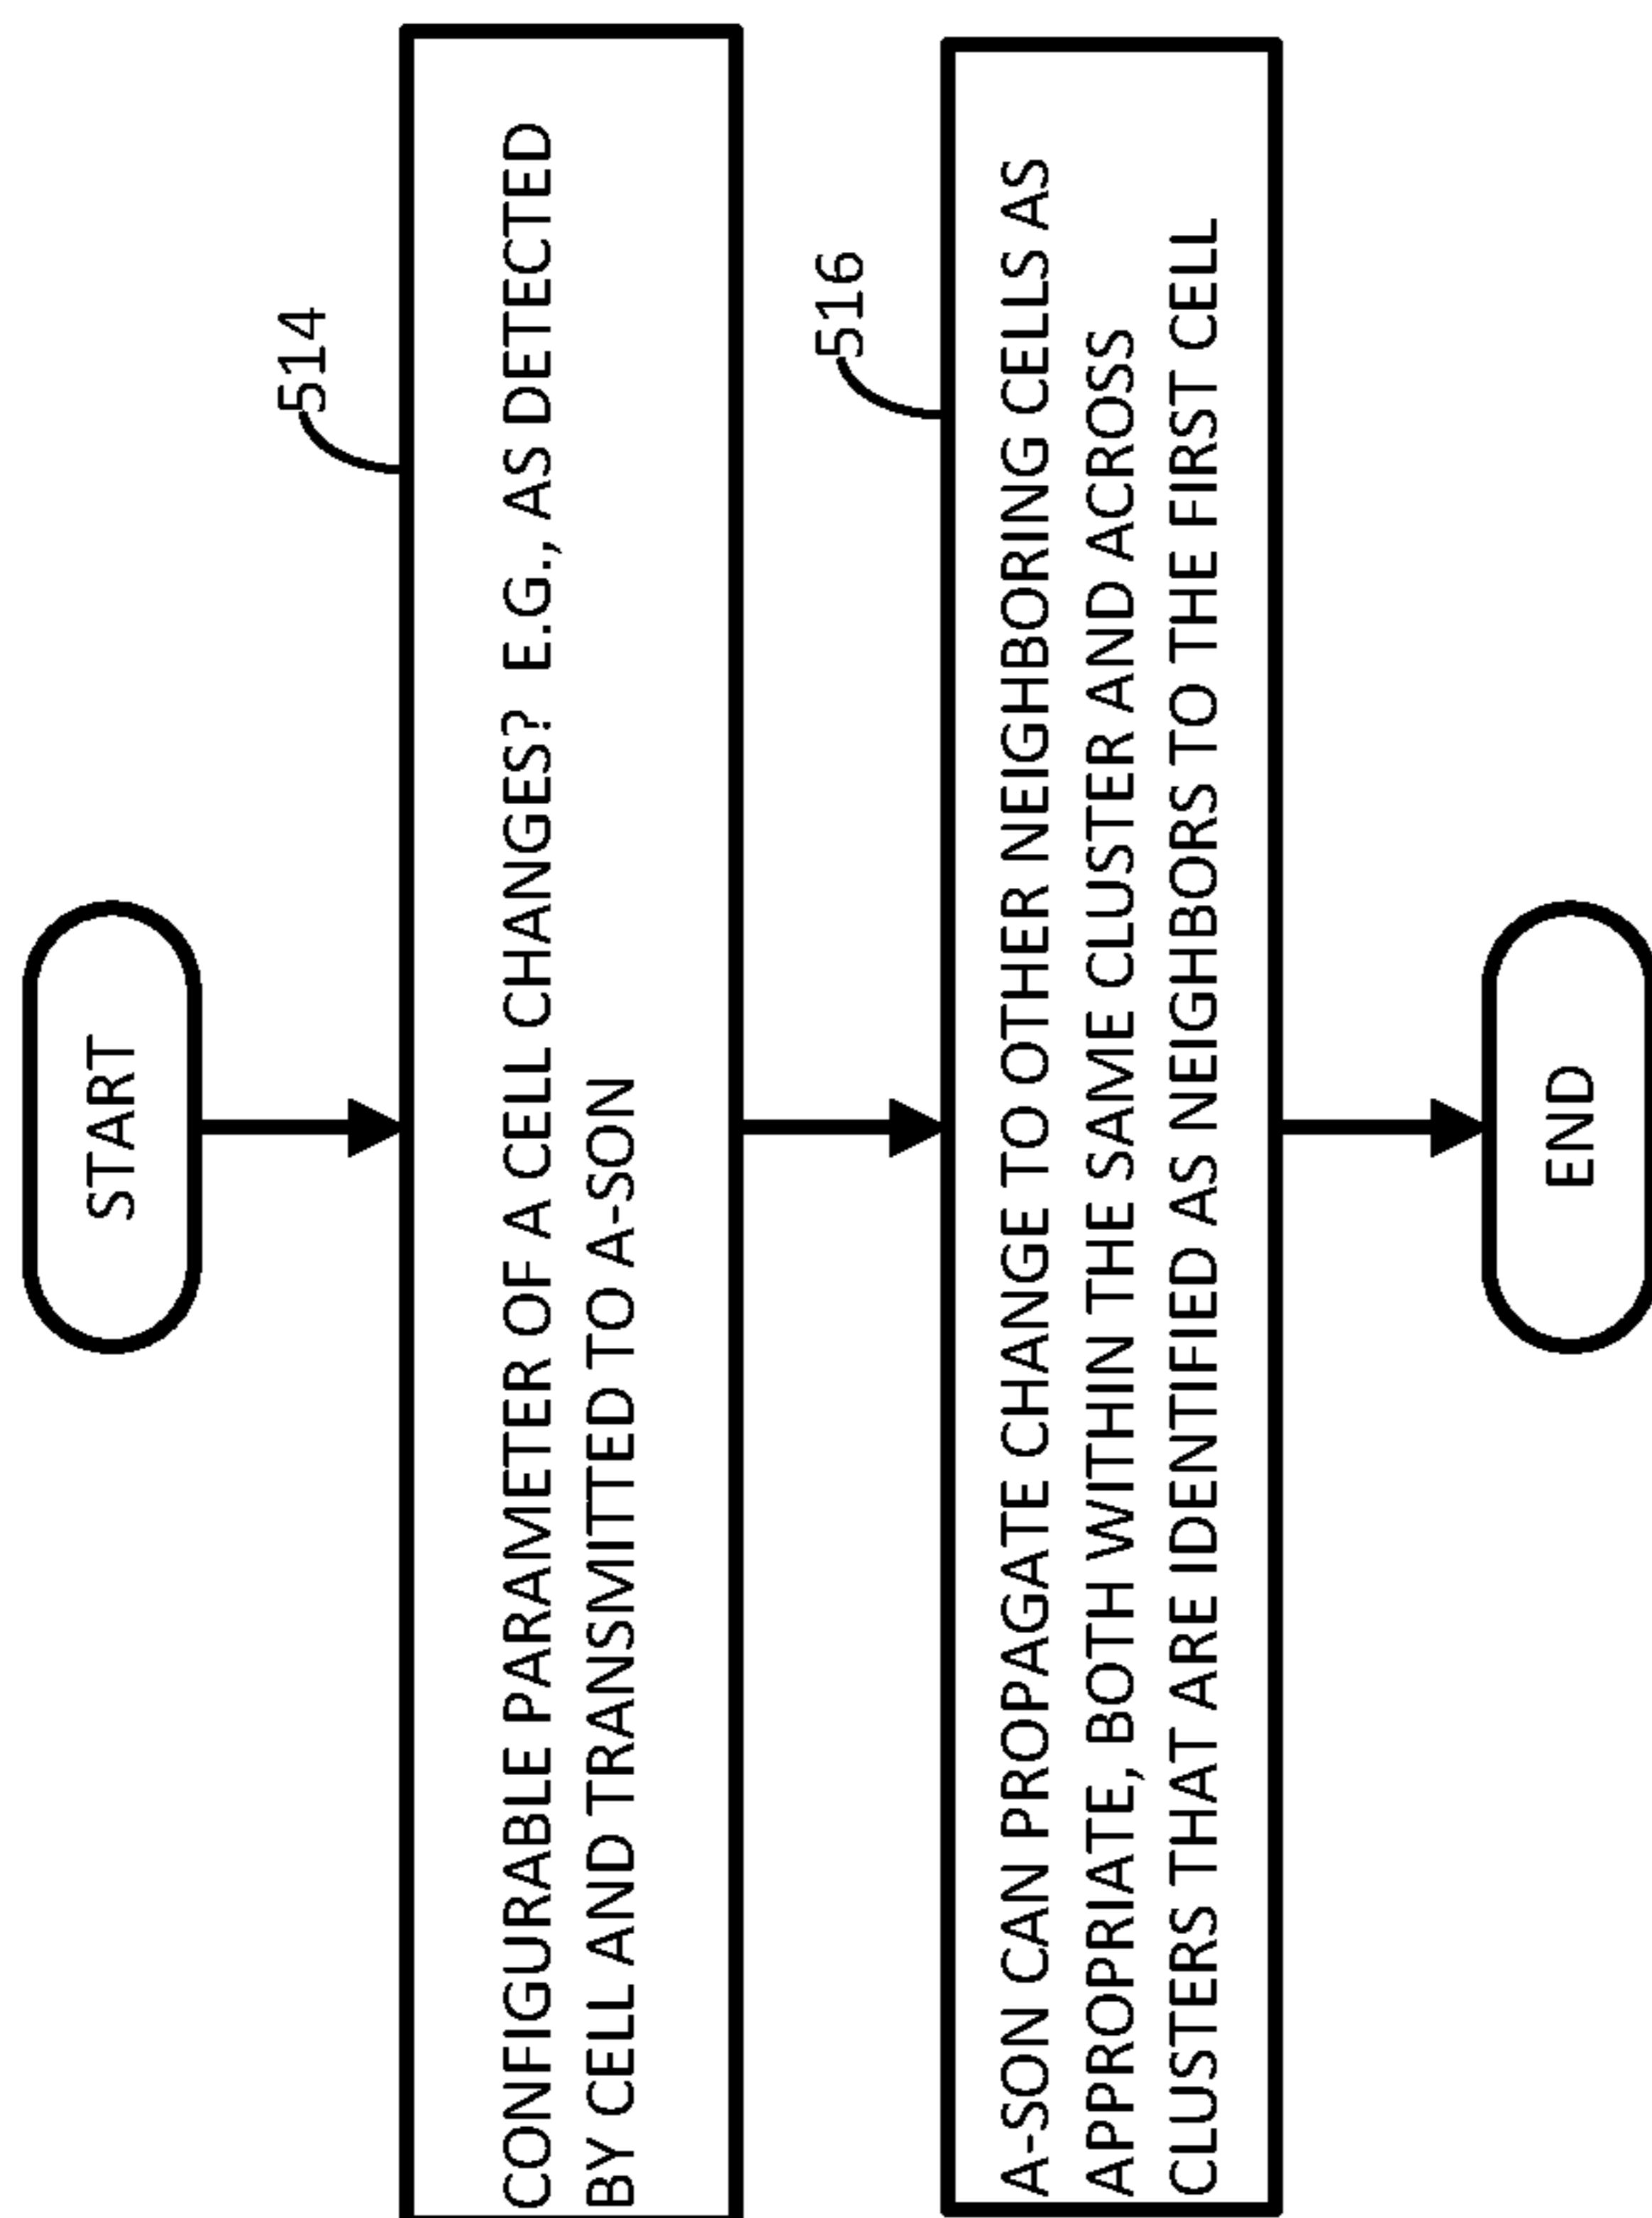 START
514
CONFIGURABLE PARAMETER OF A CELL CHANGES? E.G., AS DETECTED
BY CELL AND TRANSMITTED TO A-SON
516
A-SON CAN PROPAGATE CHANGE TO OTHER NEIGHBORING CELLS AS
APPROPRIATE, BOTH WITHIN THE SAME CLUSTER AND ACROSS
CLUSTERS THAT ARE IDENTIFIED AS NEIGHBORS TO THE FIRST CELL
END